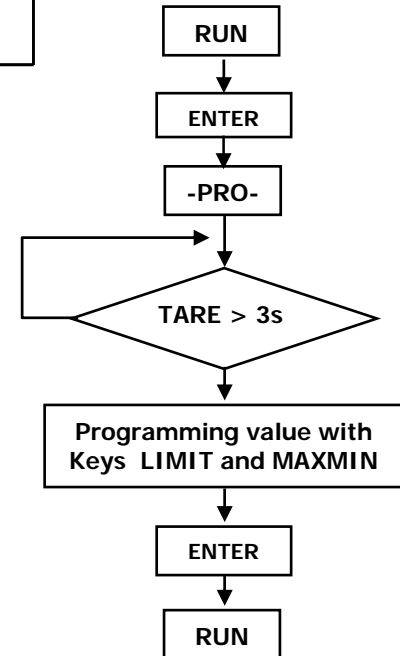 RUN
ENTER
-PRO-
TARE > 3s
Programming value with
Keys LIMIT and MAXMIN
ENTER
RUN